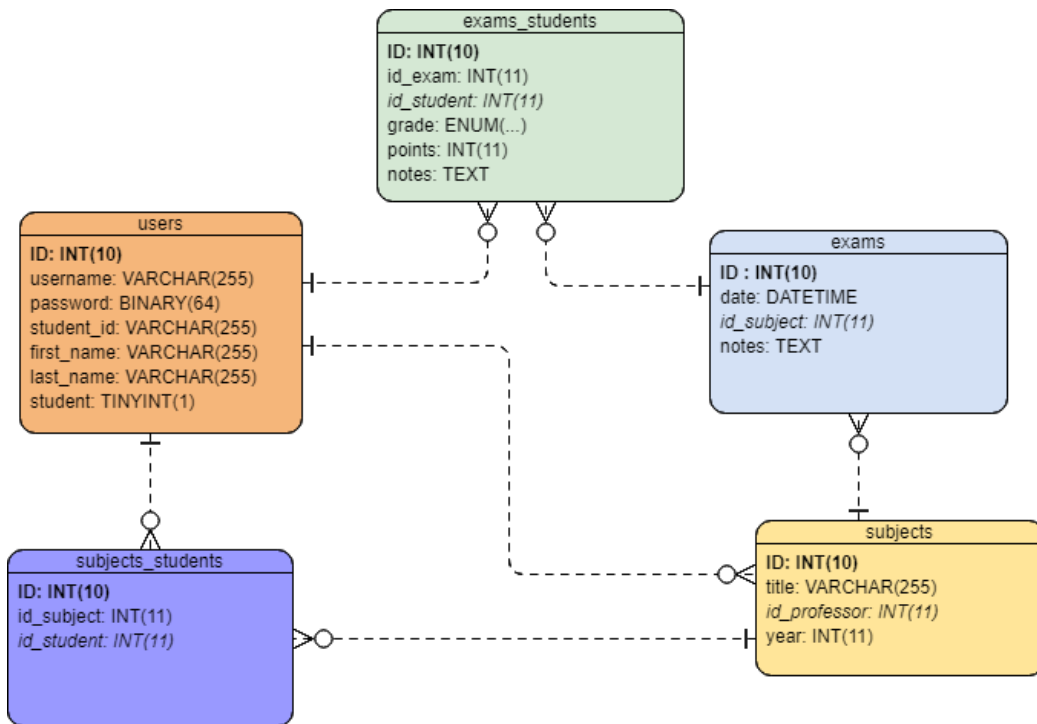 exams_students
ID: INT(10)
id_exam: INT(11)
id_student: INT(11)
grade: ENUM(...)
points: INT(11)
notes: TEXT
users
ID: INT(10)
username: VARCHAR(255)
password: BINARY(64)
student_id: VARCHAR(255)
first_name: VARCHAR(255)
last_name: VARCHAR(255)
student: TINYINT(1)
exams
ID : INT(10)
date: DATETIME
id_subject: INT(11)
notes: TEXT
subjects_students
ID: INT(10)
id_subject: INT(11)
id_student: INT(11)
subjects
ID: INT(10)
title: VARCHAR(255)
id_professor: INT(11)
year: INT(11)